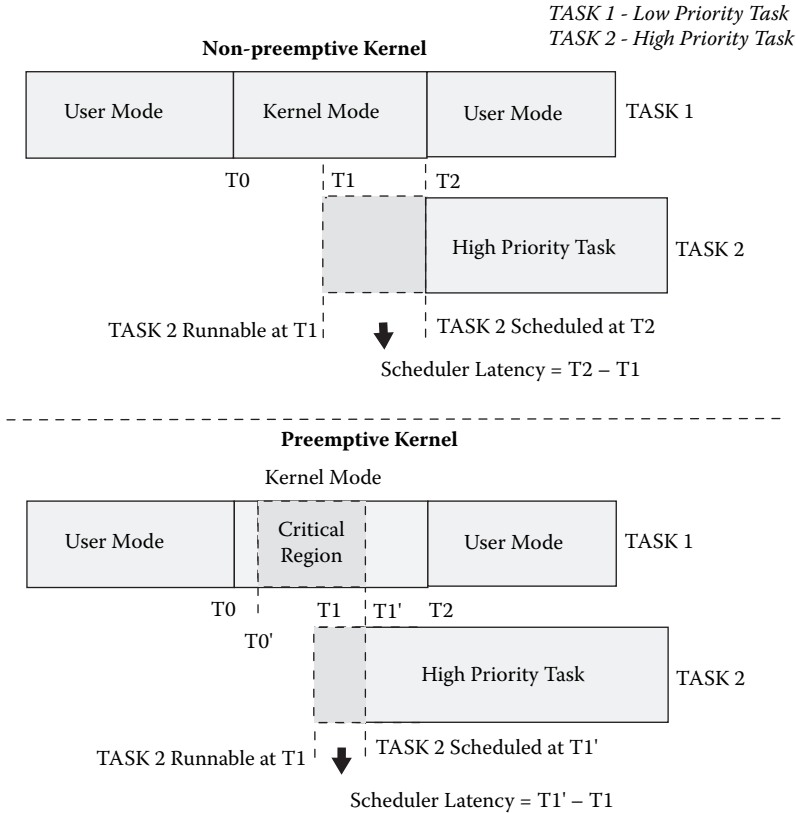 TASK 1 - Low Priority Task
TASK 2 - High Priority Task
Non-preemptive Kernel
User Mode
Kernel Mode
User Mode
TASK 1
T0
T1
T2
High Priority Task
TASK 2
TASK 2 Runnable at T1
TASK 2 Scheduled at T2
Scheduler Latency = T2 – T1
Preemptive Kernel
Kernel Mode
User Mode
Critical
Region
User Mode
TASK 1
T0
T1
T1'
T2
T0'
High Priority Task
TASK 2
TASK 2 Runnable at T1
TASK 2 Scheduled at T1'
Scheduler Latency = T1' – T1